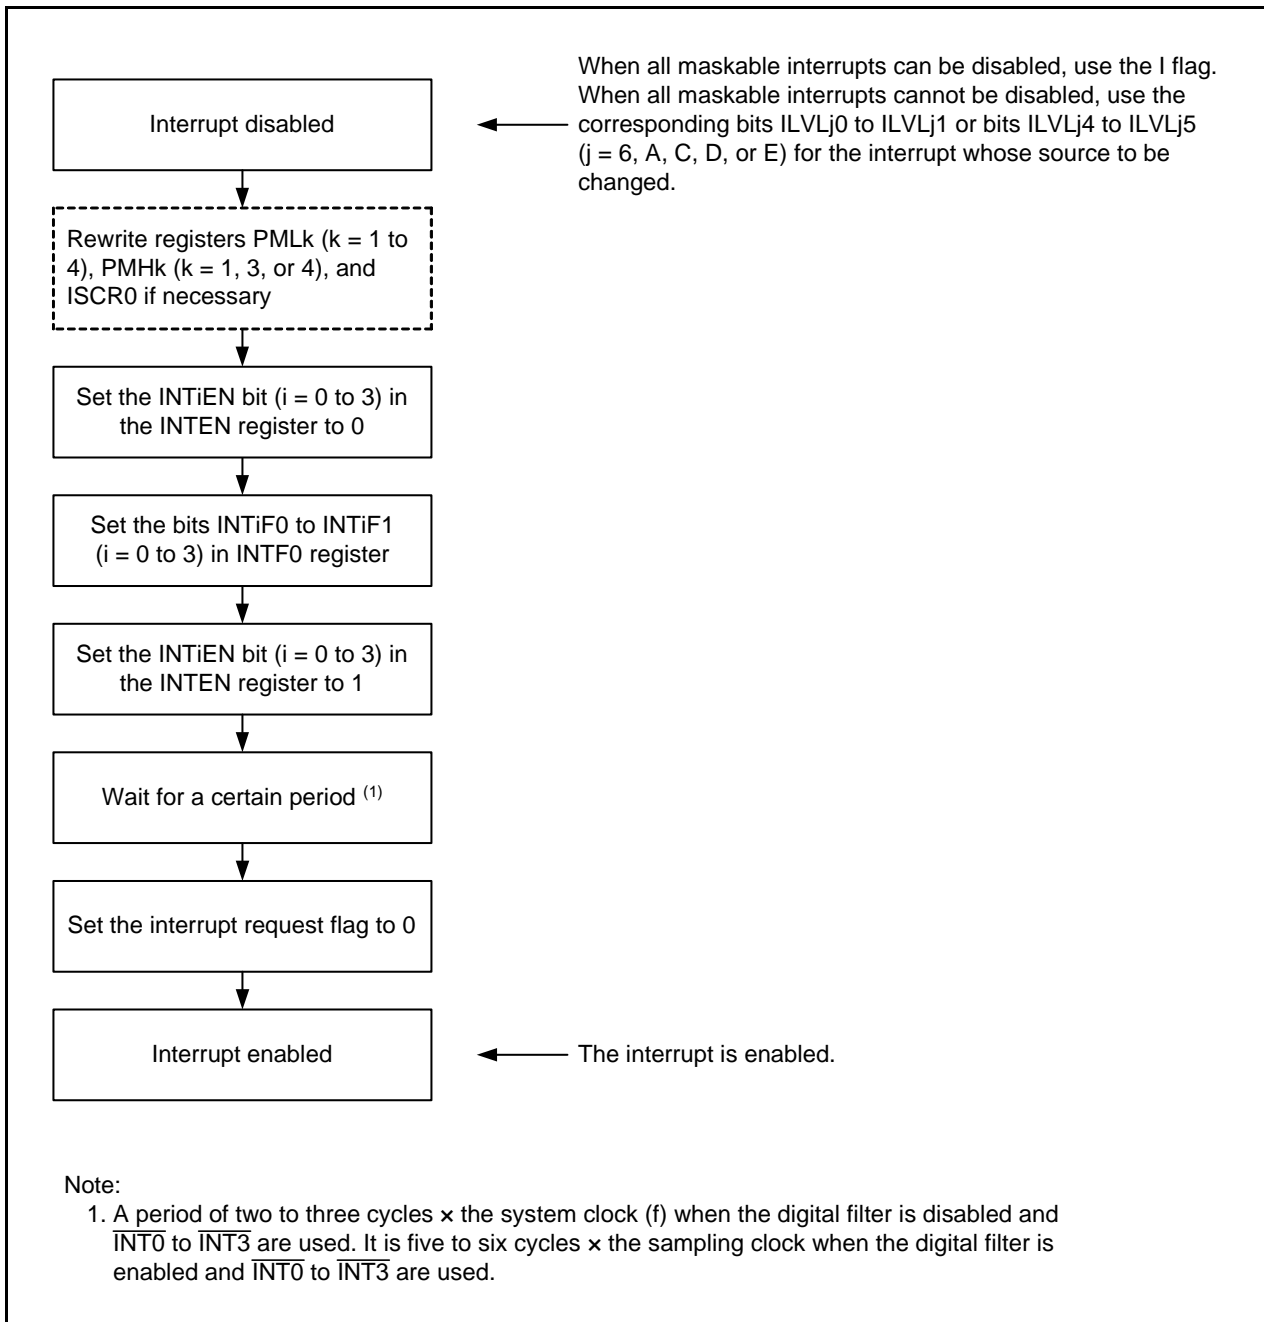 When all maskable interrupts can be disabled, use the I flag.
When all maskable interrupts cannot be disabled, use the
corresponding bits ILVLj0 to ILVLj1 or bits ILVLj4 to ILVLj5
(j = 6, A, C, D, or E) for the interrupt whose source to be
changed.
Interrupt disabled
Rewrite registers PMLk (k = 1 to
4), PMHk (k = 1, 3, or 4), and
ISCR0 if necessary
Set the INTiEN bit (i = 0 to 3) in
the INTEN register to 0
Set the bits INTiF0 to INTiF1
(i = 0 to 3) in INTF0 register
Set the INTiEN bit (i = 0 to 3) in
the INTEN register to 1
Wait for a certain period (1)
Set the interrupt request flag to 0
Interrupt enabled
The interrupt is enabled.
Note:
1. A period of two to three cycles × the system clock (f) when the digital filter is disabled and
I̅N̅T̅0̅ to I̅N̅T̅3̅ are used. It is five to six cycles × the sampling clock when the digital filter is
enabled and I̅N̅T̅0̅ to I̅N̅T̅3̅ are used.